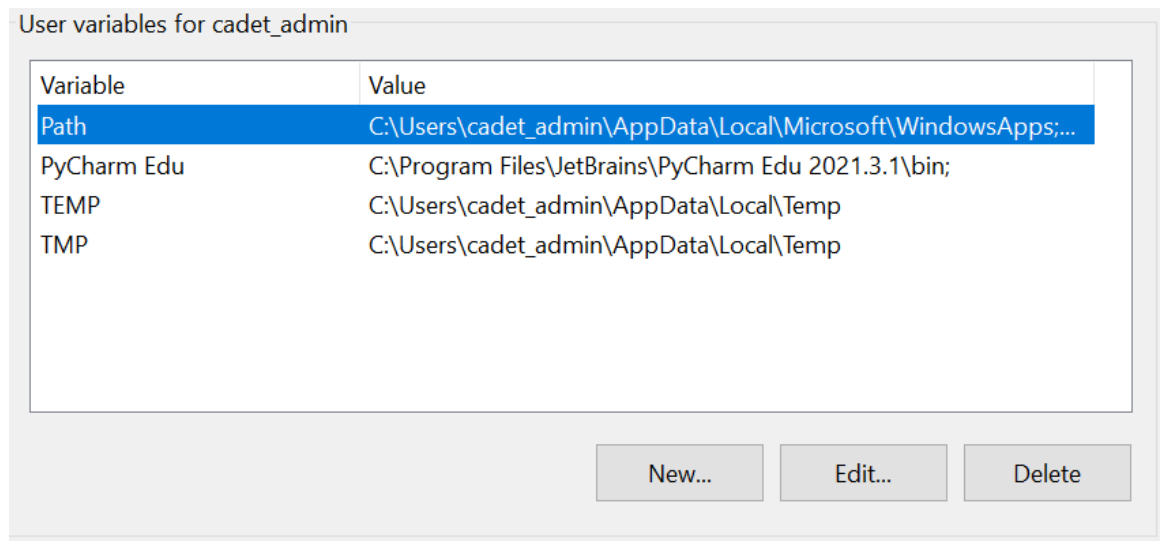 User variables for cadet_admin
Variable Value
Path C:\Users\cadet_admin\AppData\Local\Microsoft\WindowsApps;...
PyCharm Edu C:\Program Files\JetBrains\PyCharm Edu 2021.3.1\bin;
TEMP C:\Users\cadet_admin\AppData\Local\Temp
TMP C:\Users\cadet_admin\AppData\Local\Temp
New... Edit... Delete